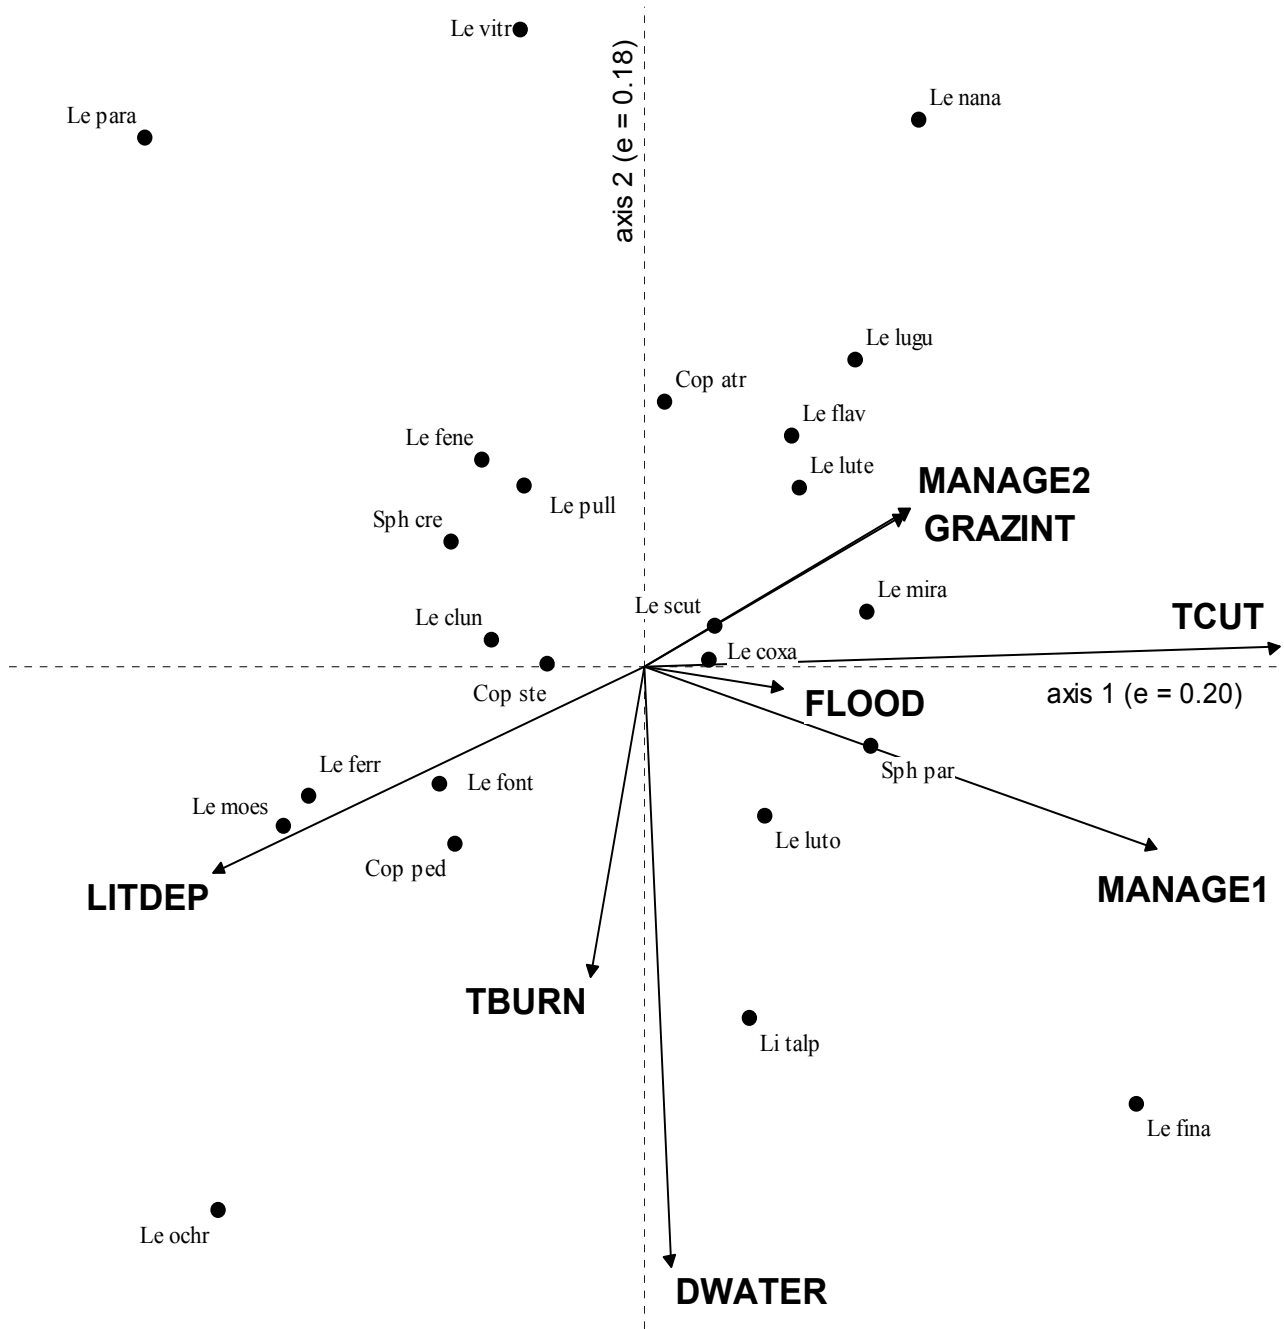 Le vitr
axis 2 (e = 0.18)
Le nana
Le para
Le lugu
Cop atr
Le flav
Le fene
Le lute
MANAGE2
Le pull
Sph cre
GRAZINT
Le mira
Le scut
TCUT
Le clun
Le coxa
Cop ste
axis 1 (e = 0.20)
FLOOD
Le ferr
Sph par
Le font
Le moes
Le luto
Cop ped
MANAGE1
LITDEP
TBURN
Li talp
Le fina
Le ochr
DWATER